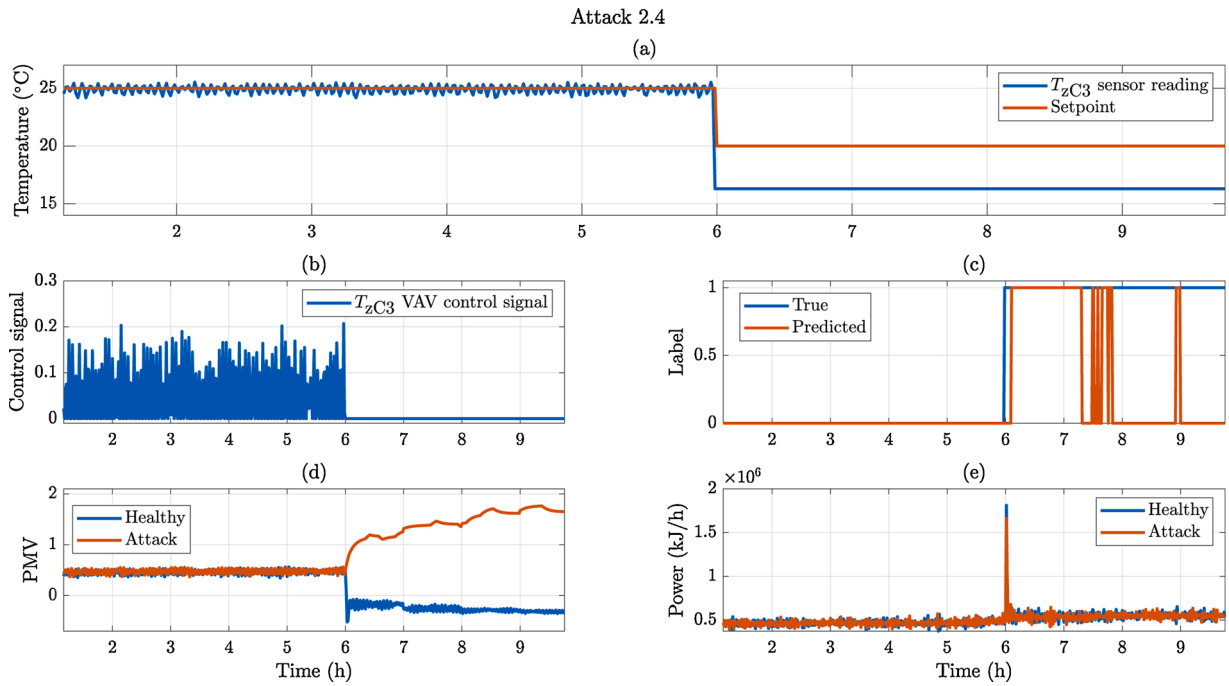 Attack 2.4
(a)
Temperature (°C)
25
20
15
T_zC3 sensor reading
Setpoint
2 3 4 5 6 7 8 9
(b)
Control signal
0.3
0.2
0.1
0
T_zC3 VAV control signal
2 3 4 5 6 7 8 9
(c)
Label
1
0.5
0
True
Predicted
2 3 4 5 6 7 8 9
(d)
PMV
2
1
0
Healthy
Attack
2 3 4 5 6 7 8 9
Time (h)
(e)
×10⁶
Power (kJ/h)
2
1.5
1
0.5
Healthy
Attack
2 3 4 5 6 7 8 9
Time (h)